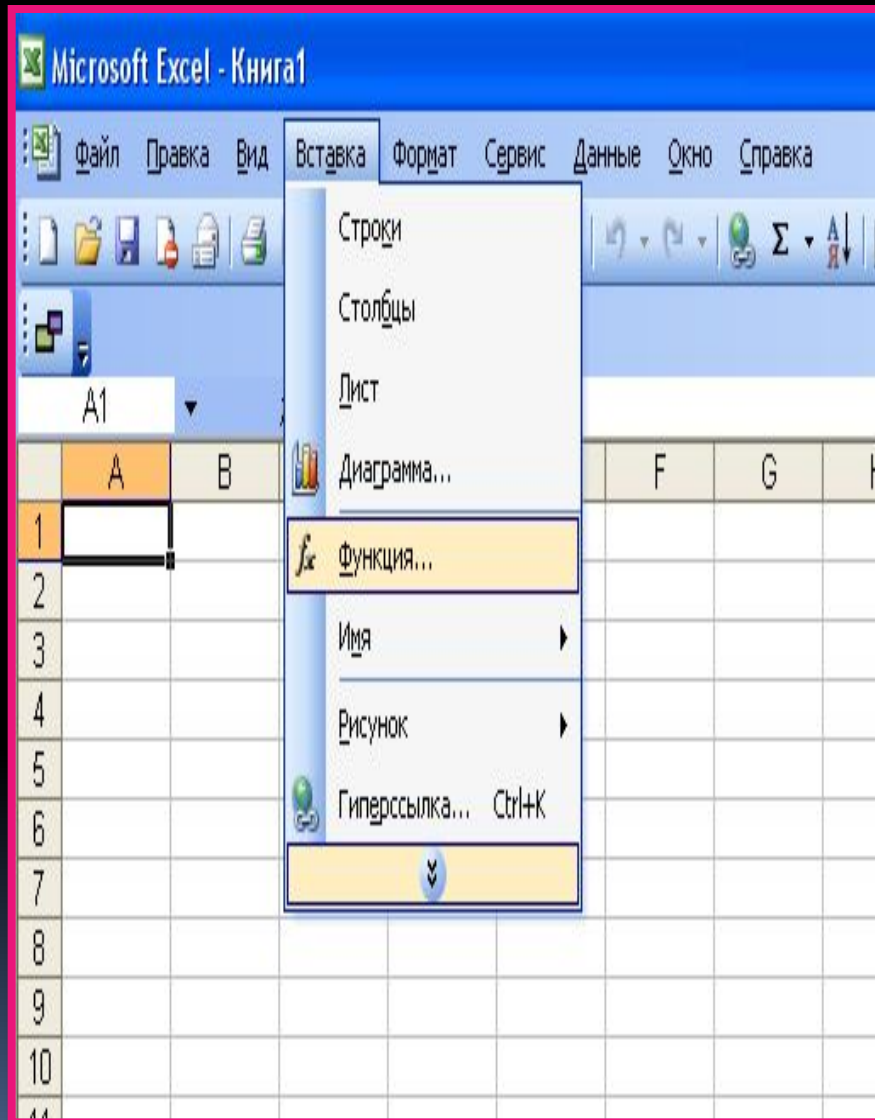 Microsoft Excel - Книга1
Файл Правка Вид Вставка Формат Сервис Данные Окно Справка
Строки
Столбцы
Лист
Диаграмма...
Функция...
Имя
Рисунок
Гиперссылка... Ctrl+K
Σ А Я
A1
A B F G
1
2
3
4
5
6
7
8
9
10